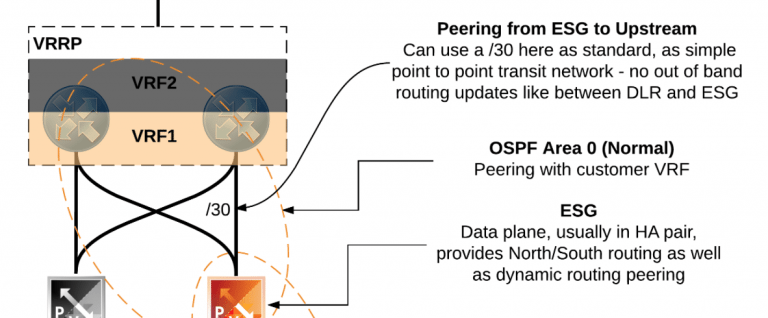 VRRP
VRF2
VRF1
/30
Peering from ESG to Upstream
Can use a /30 here as standard, as simple
point to point transit network - no out of band
routing updates like between DLR and ESG
OSPF Area 0 (Normal)
Peering with customer VRF
ESG
Data plane, usually in HA pair,
provides North/South routing as well
as dynamic routing peering
P
P